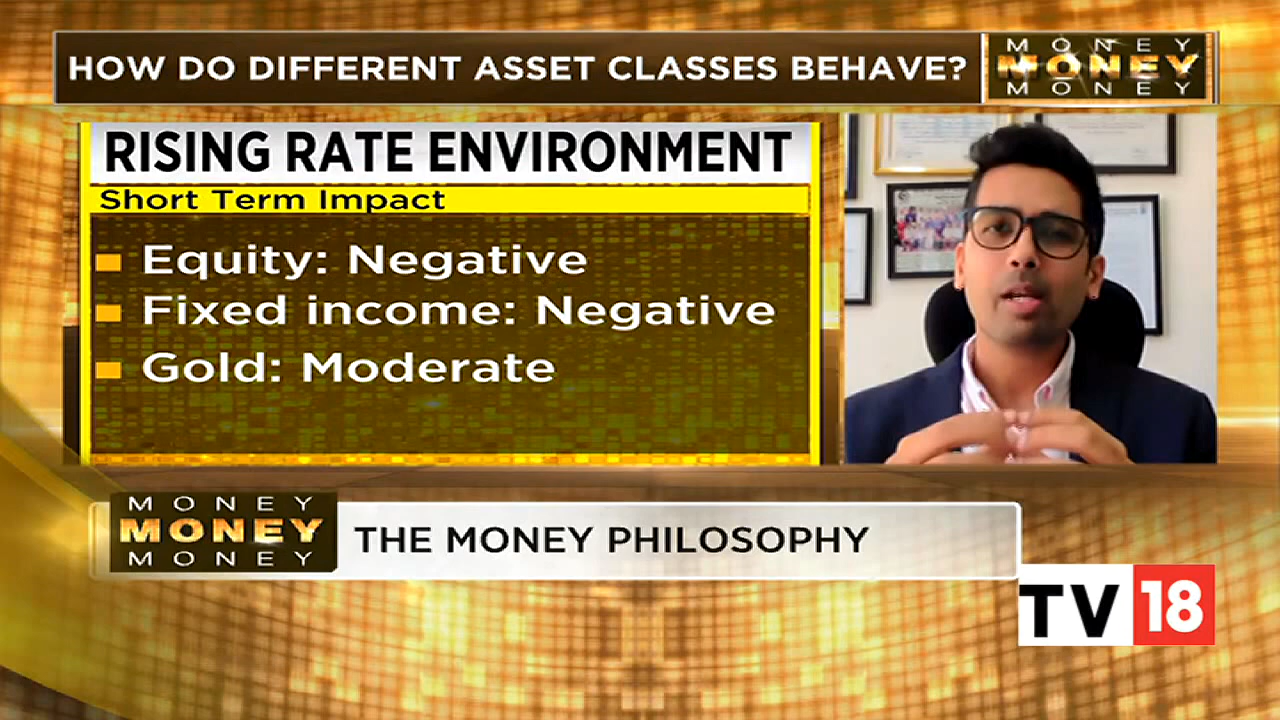 HOW DO DIFFERENT ASSET CLASSES BEHAVE?
MONEY
MONEY
MONEY
RISING RATE ENVIRONMENT
Short Term Impact
Equity: Negative
Fixed income: Negative
Gold: Moderate
MONEY
MONEY
MONEY
THE MONEY PHILOSOPHY
TV18